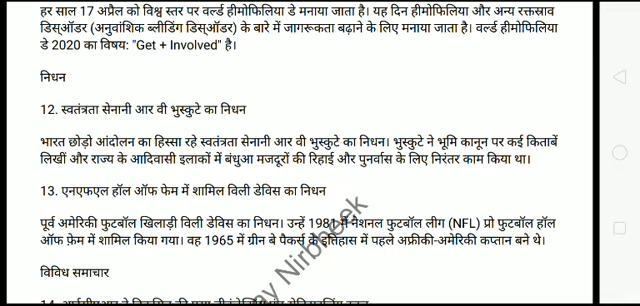 हर साल 17 अप्रैल को विश्व स्तर पर वर्ल्ड हीमोफिलिया डे मनाया जाता है। यह दिन हीमोफिलिया और अन्य रक्तस्राव
डिसऑर्डर (अनुवांशिक ब्लीडिंग डिसऑर्डर) के बारे में जागरूकता बढ़ाने के लिए मनाया जाता है। वर्ल्ड हीमोफिलिया
डे 2020 का विषय: "Get + Involved" है।
निधन
12. स्वतंत्रता सेनानी आर वी भुस्कुटे का निधन
भारत छोड़ो आंदोलन का हिस्सा रहे स्वतंत्रता सेनानी आर वी भुस्कुटे का निधन। भुस्कुटे ने भूमि कानून पर कई किताबें
लिखीं और राज्य के आदिवासी इलाकों में बंधुआ मजदूरों की रिहाई और पुनर्वास के लिए निरंतर काम किया था।
13. एनएफएल हॉल ऑफ फेम में शामिल विली डेविस का निधन
पूर्व अमेरिकी फुटबॉल खिलाड़ी विली डेविस का निधन। उन्हें 1981 में नैशनल फुटबॉल लीग (NFL) प्रो फुटबॉल हॉल
ऑफ फ़ेम में शामिल किया गया। वह 1965 में ग्रीन बे पैकर्स के इतिहास में पहले अफ्रीकी-अमेरिकी कप्तान बने थे।
विविध समाचार
ay Nirbheek